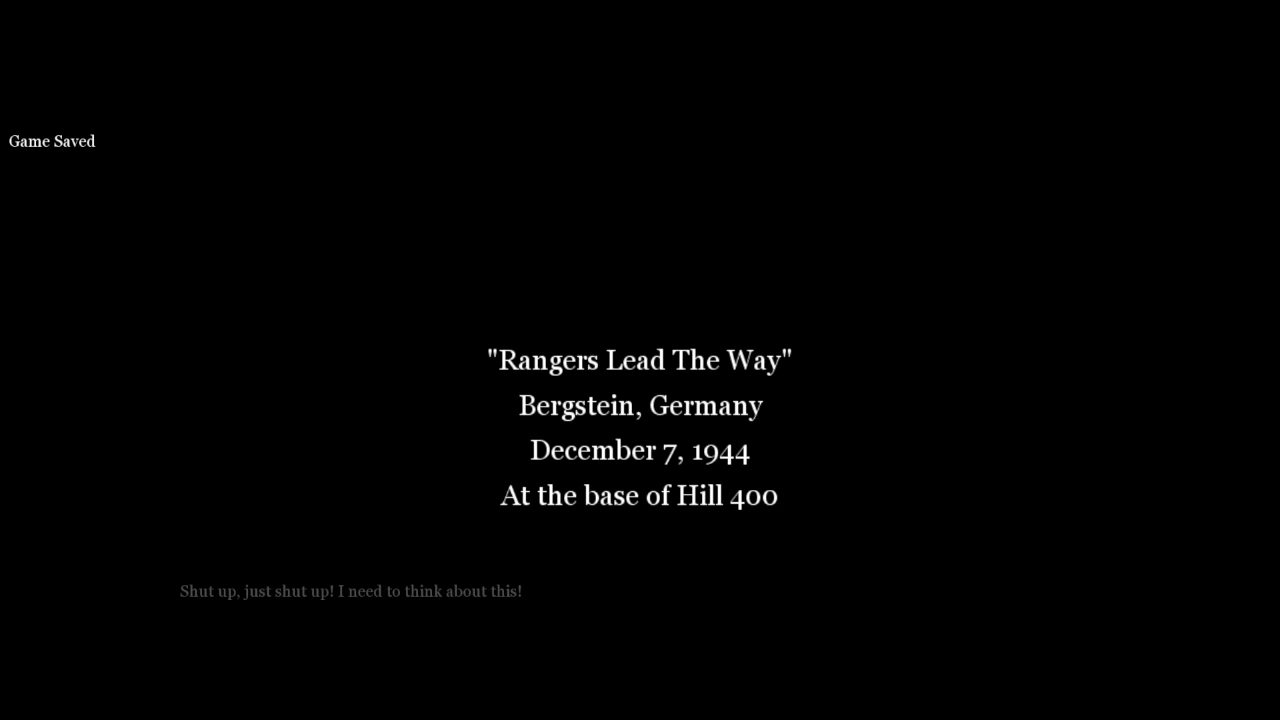 Game Saved
"Rangers Lead The Way"
Bergstein, Germany
December 7, 1944
At the base of Hill 400
Shut up, just shut up! I need to think about this!